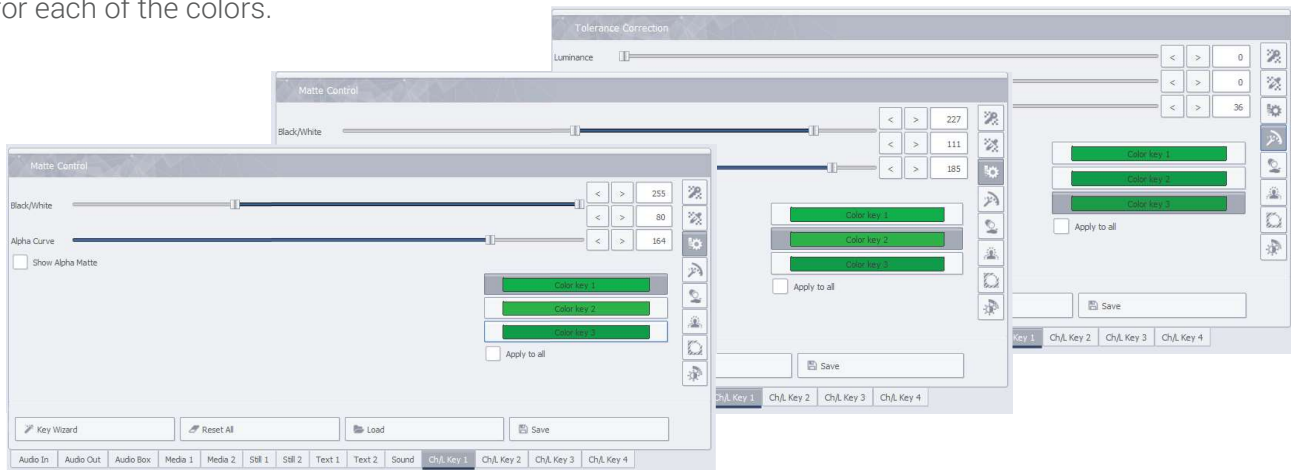 or each of the colors.
Tolerance Correction
Luminance < > 0
< > 0
< > 36
Color key 1
Color key 2
Color key 3
Apply to all
Save
Key 1 Ch/L Key 2 Ch/L Key 3 Ch/L Key 4
Matte Control
Black/White < > 227
< > 111
< > 185
Color key 1
Color key 2
Color key 3
Apply to all
Save
Ch/L Key 1 Ch/L Key 2 Ch/L Key 3 Ch/L Key 4
Matte Control
Black/White < > 255
< > 80
Alpha Curve < > 164
Show Alpha Matte
Color key 1
Color key 2
Color key 3
Apply to all
Key Wizard Reset All Load Save
Audio In Audio Out Audio Box Media 1 Media 2 Still 1 Still 2 Text 1 Text 2 Sound Ch/L Key 1 Ch/L Key 2 Ch/L Key 3 Ch/L Key 4